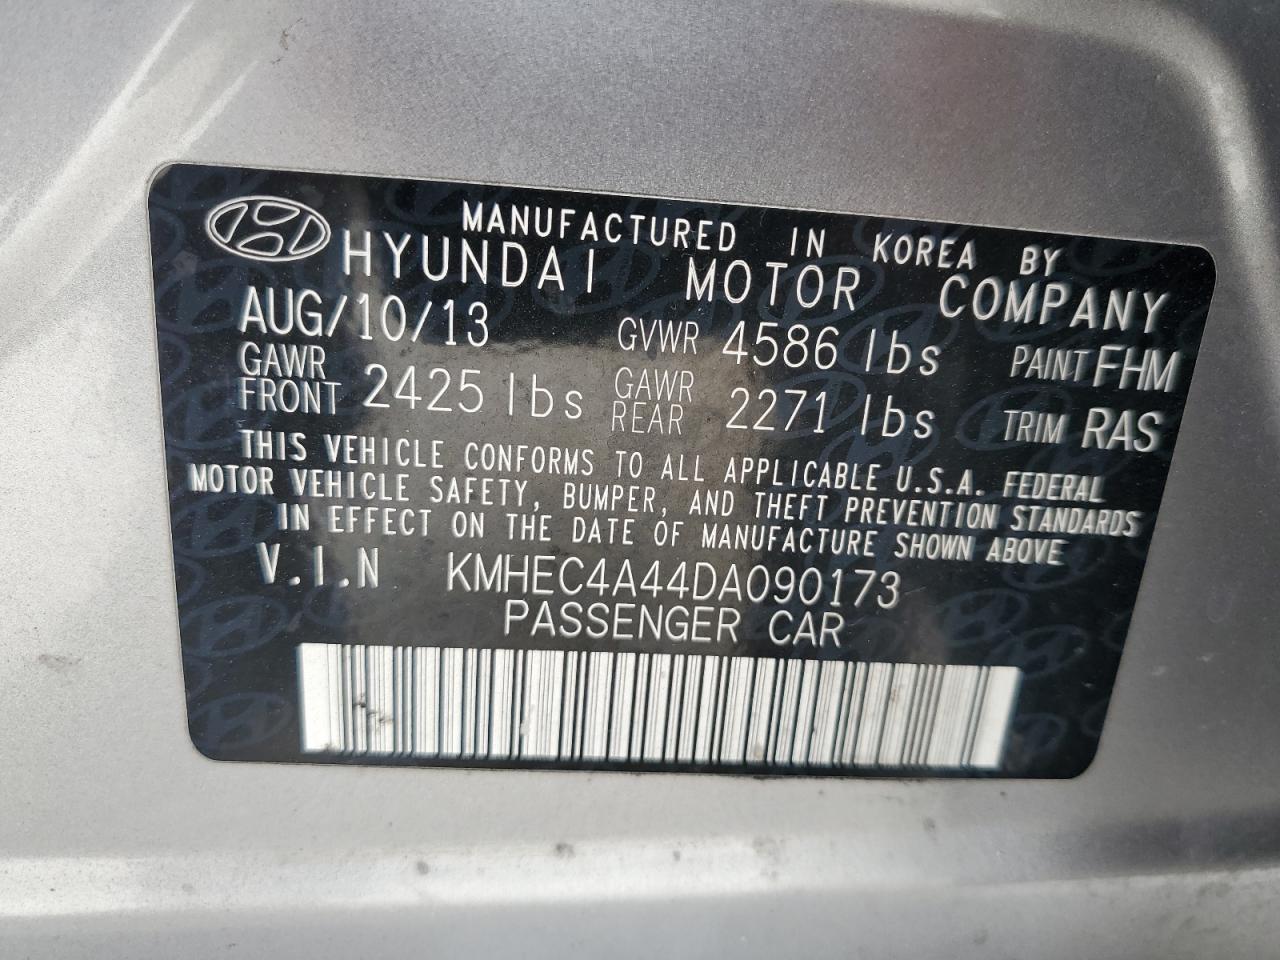 MANUFACTURED IN KOREA BY
HYUNDAI MOTOR COMPANY
AUG/10/13 GVWR 4586 lbs PAINT FHM
GAWR FRONT 2425 lbs GAWR REAR 2271 lbs TRIM RAS
THIS VEHICLE CONFORMS TO ALL APPLICABLE U.S.A. FEDERAL
MOTOR VEHICLE SAFETY, BUMPER, AND THEFT PREVENTION STANDARDS
IN EFFECT ON THE DATE OF MANUFACTURE SHOWN ABOVE
V.I.N KMHEC4A44DA090173
PASSENGER CAR